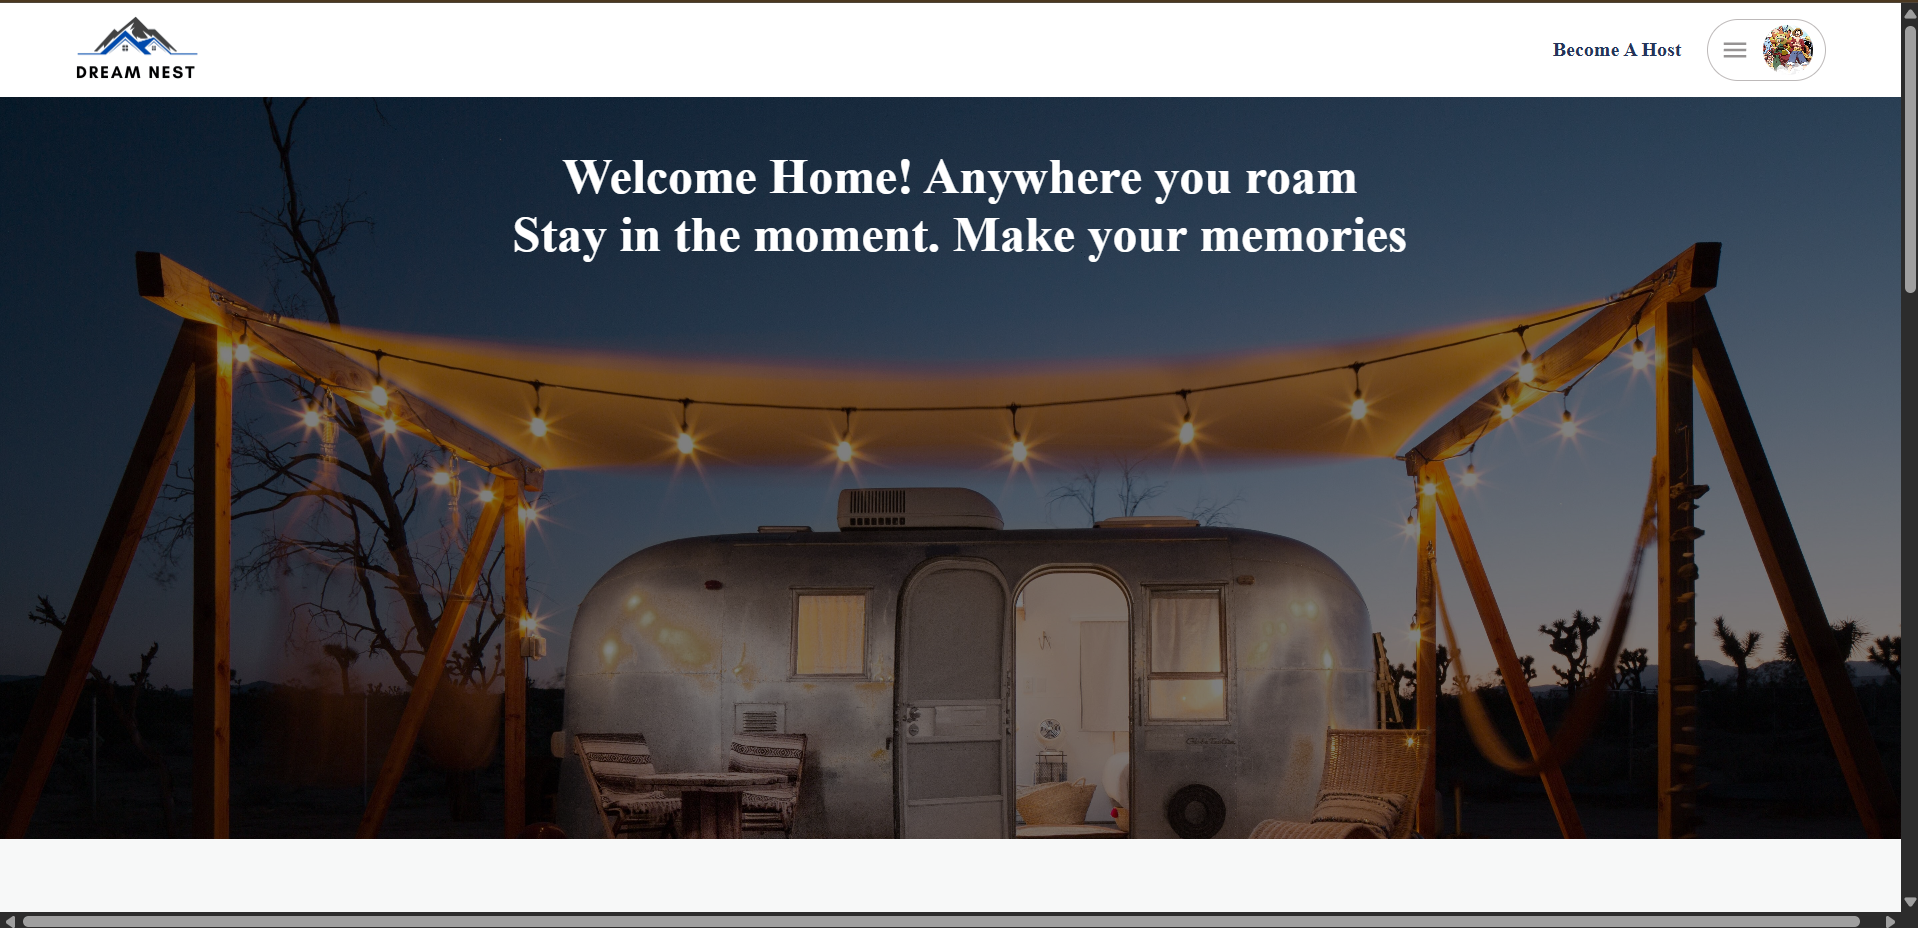 DREAM NEST
Become A Host
Welcome Home! Anywhere you roam
Stay in the moment. Make your memories